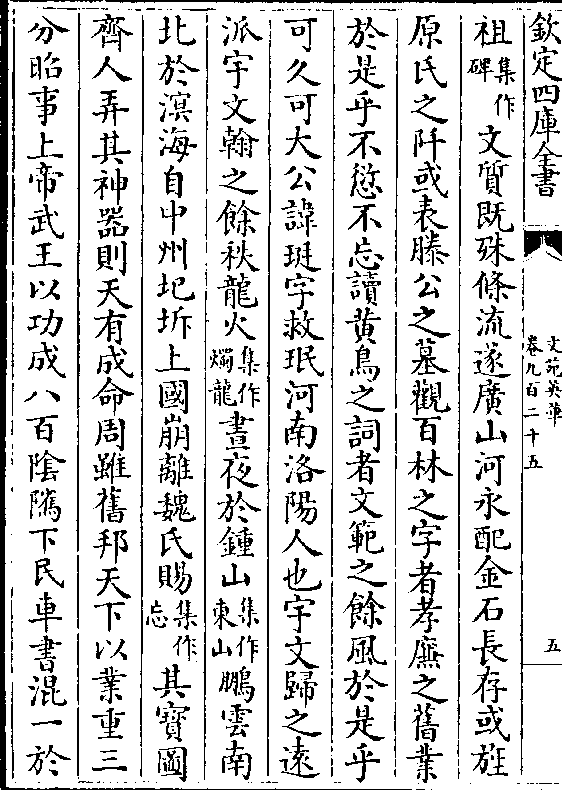 欽定四庫全書
文苑英華
卷九百二十五
五
祖集作碑文質既殊條流遂廣山河永配金石長存或旌
原氏之阡或表滕公之墓觀百林之字者孝廉之舊業
於是乎不愆不忘讀黄鳥之詞者文範之餘風於是乎
可久可大公諱珽字救珉河南洛陽人也宇文歸之遠
派宇文翰之餘秩龍火集作燭龍晝夜於鍾山集作東山鵬雲南
北於溟海自中州圮坼上國崩離魏氏賜集作忘其寳圖
齊人弄其神器則天有成命周雖舊邦天下以業重三
分昭事上帝武王以功成八百隂隲下民車書混一於